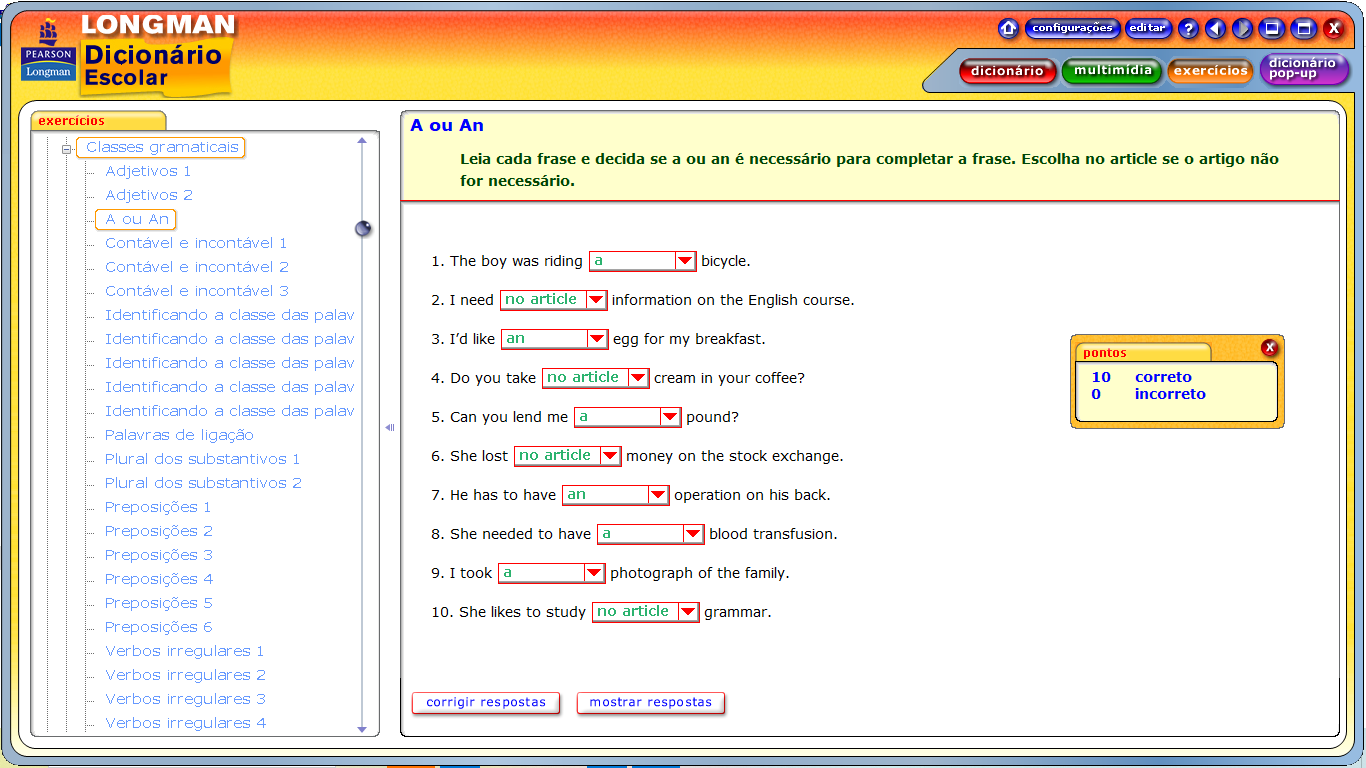 LONGMAN
Dicionário
Escolar
PEARSON
Longman
configurações editar ? X
dicionário multimídia exercícios dicionário
pop-up
exercícios
Classes gramaticais
Adjetivos 1
Adjetivos 2
A ou An
Contável e incontável 1
Contável e incontável 2
Contável e incontável 3
Identificando a classe das palav
Identificando a classe das palav
Identificando a classe das palav
Identificando a classe das palav
Identificando a classe das palav
Palavras de ligação
Plural dos substantivos 1
Plural dos substantivos 2
Preposições 1
Preposições 2
Preposições 3
Preposições 4
Preposições 5
Preposições 6
Verbos irregulares 1
Verbos irregulares 2
Verbos irregulares 3
Verbos irregulares 4
A ou An
Leia cada frase e decida se a ou an é necessário para completar a frase. Escolha no article se o artigo não
for necessário.
1. The boy was riding a bicycle.
2. I need no article information on the English course.
3. I'd like an egg for my breakfast.
4. Do you take no article cream in your coffee?
5. Can you lend me a pound?
6. She lost no article money on the stock exchange.
7. He has to have an operation on his back.
8. She needed to have a blood transfusion.
9. I took a photograph of the family.
10. She likes to study no article grammar.
pontos X
10 correto
0 incorreto
corrigir respostas mostrar respostas